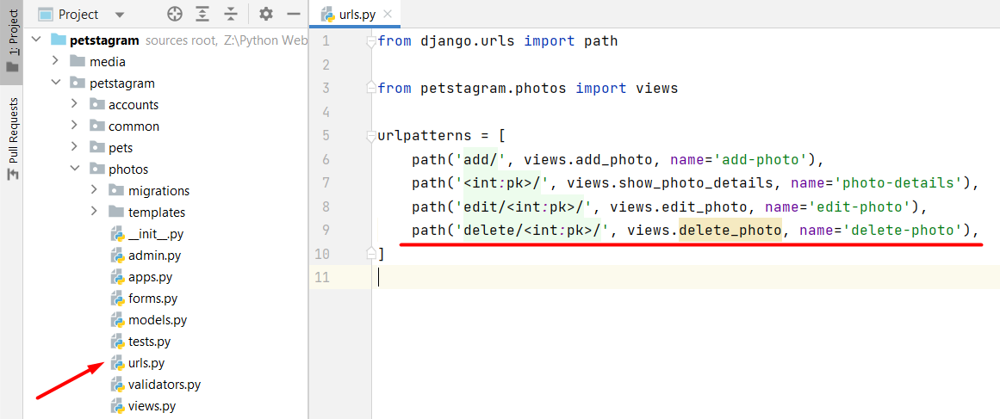 1: Project
Pull Requests
Project
petstagram sources root, Z:\Python Web
media
petstagram
accounts
common
pets
photos
migrations
templates
__init__.py
admin.py
apps.py
forms.py
models.py
tests.py
urls.py
validators.py
views.py
urls.py
1 from django.urls import path
2
3 from petstagram.photos import views
4
5 urlpatterns = [
6 path('add/', views.add_photo, name='add-photo'),
7 path('<int:pk>/', views.show_photo_details, name='photo-details'),
8 path('edit/<int:pk>/', views.edit_photo, name='edit-photo'),
9 path('delete/<int:pk>/', views.delete_photo, name='delete-photo'),
10 ]
11